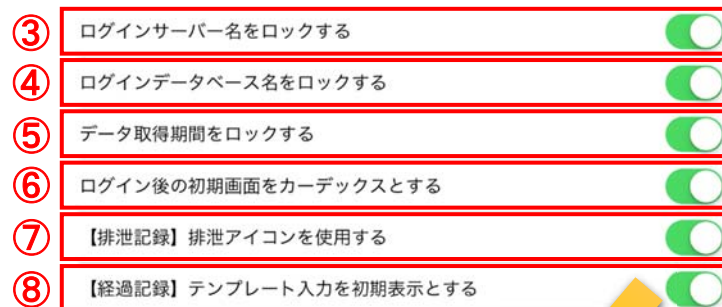 ③ ログインサーバー名をロックする
④ ログインデータベース名をロックする
⑤ データ取得期間をロックする
⑥ ログイン後の初期画面をカーデックスとする
⑦ 【排泄記録】排泄アイコンを使用する
⑧ 【経過記録】テンプレート入力を初期表示とする